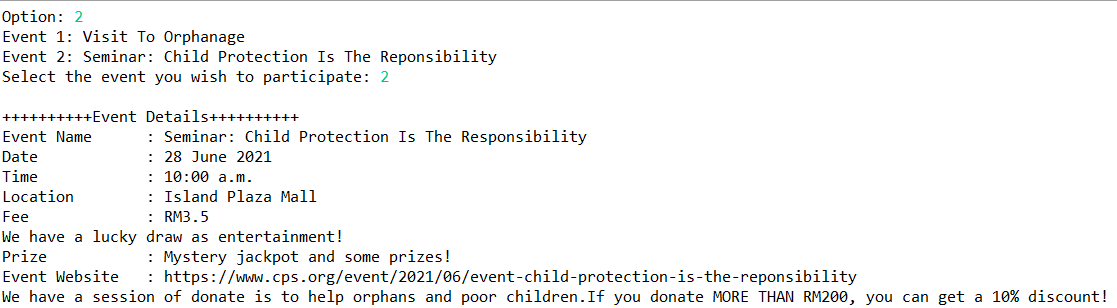 Option: 2
Event 1: Visit To Orphanage
Event 2: Seminar: Child Protection Is The Reponsibility
Select the event you wish to participate: 2
++++++++++Event Details++++++++++
Event Name      : Seminar: Child Protection Is The Responsibility
Date            : 28 June 2021
Time            : 10:00 a.m.
Location        : Island Plaza Mall
Fee             : RM3.5
We have a lucky draw as entertainment!
Prize           : Mystery jackpot and some prizes!
Event Website   : https://www.cps.org/event/2021/06/event-child-protection-is-the-reponsibility
We have a session of donate is to help orphans and poor children.If you donate MORE THAN RM200, you can get a 10% discount!